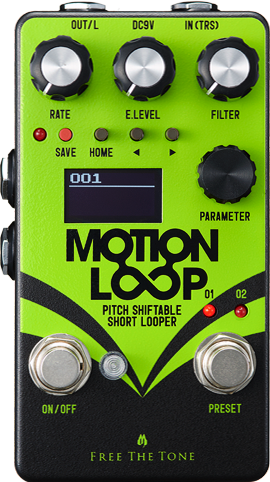 OUT/L DC9V IN(TRS)
RATE E.LEVEL FILTER
SAVE HOME ◄ ►
001
PARAMETER
MOTION
LOOP
01 02
PITCH SHIFTABLE
SHORT LOOPER
ON/OFF PRESET
FREE THE TONE